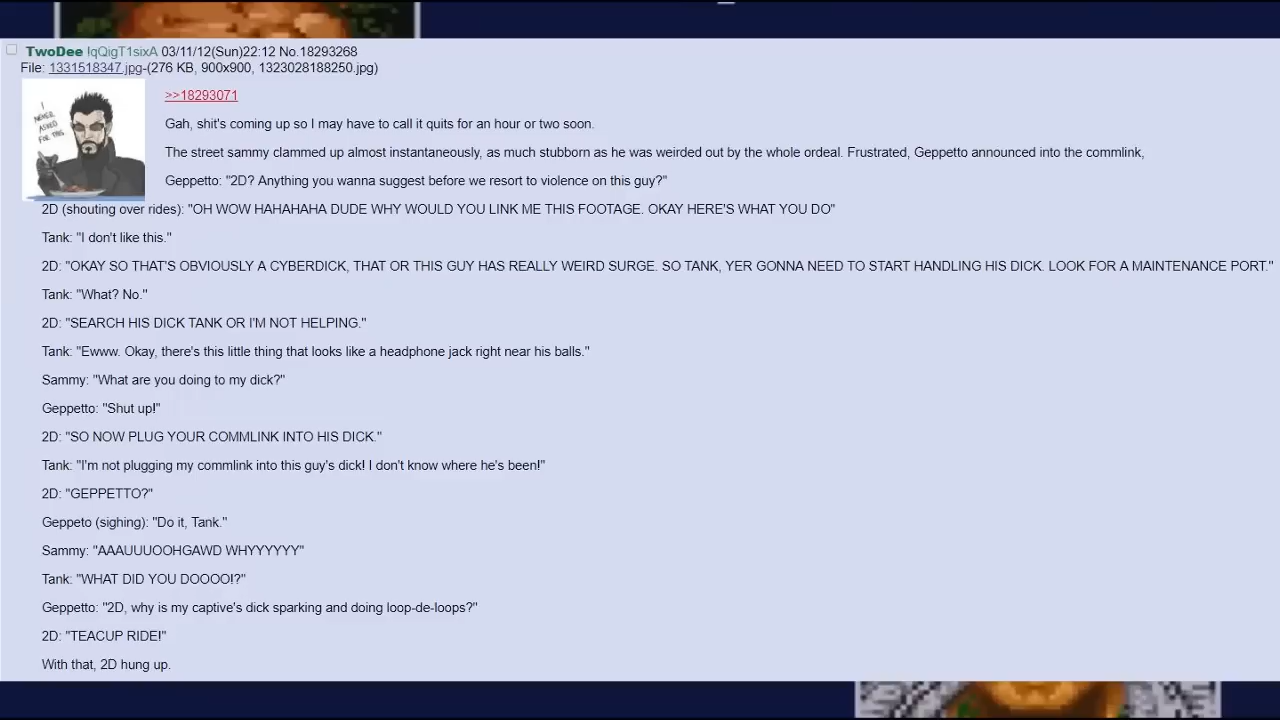 TwoDee !qQigT1sixA 03/11/12(Sun)22:12 No.18293268
File: 1331518347.jpg-(276 KB, 900x900, 1323028188250.jpg)
I NEVER ASKED FOR THIS
>>18293071
Gah, shit's coming up so I may have to call it quits for an hour or two soon.
The street sammy clammed up almost instantaneously, as much stubborn as he was weirded out by the whole ordeal. Frustrated, Geppetto announced into the commlink,
Geppetto: "2D? Anything you wanna suggest before we resort to violence on this guy?"
2D (shouting over rides): "OH WOW HAHAHAHA DUDE WHY WOULD YOU LINK ME THIS FOOTAGE. OKAY HERE'S WHAT YOU DO"
Tank: "I don't like this."
2D: "OKAY SO THAT'S OBVIOUSLY A CYBERDICK, THAT OR THIS GUY HAS REALLY WEIRD SURGE. SO TANK, YER GONNA NEED TO START HANDLING HIS DICK. LOOK FOR A MAINTENANCE PORT."
Tank: "What? No."
2D: "SEARCH HIS DICK TANK OR I'M NOT HELPING."
Tank: "Ewww. Okay, there's this little thing that looks like a headphone jack right near his balls."
Sammy: "What are you doing to my dick?"
Geppetto: "Shut up!"
2D: "SO NOW PLUG YOUR COMMLINK INTO HIS DICK."
Tank: "I'm not plugging my commlink into this guy's dick! I don't know where he's been!"
2D: "GEPPETTO?"
Geppeto (sighing): "Do it, Tank."
Sammy: "AAAUUUOOHGAWD WHYYYYYY"
Tank: "WHAT DID YOU DOOOO!?"
Geppetto: "2D, why is my captive's dick sparking and doing loop-de-loops?"
2D: "TEACUP RIDE!"
With that, 2D hung up.